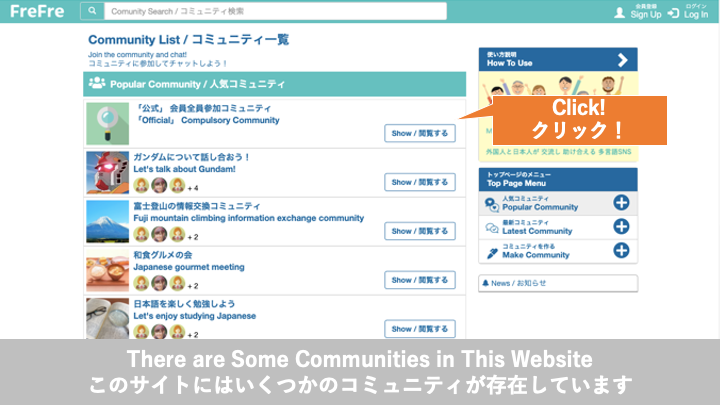 FreFre
Comunity Search / コミュニティ検索
会員登録
Sign Up
ログイン
Log In
Community List / コミュニティ一覧
Join the community and chat!
コミュニティに参加してチャットしよう！
Popular Community / 人気コミュニティ
「公式」 会員全員参加コミュニティ
「Official」 Compulsory Community
Show / 閲覧する
ガンダムについて話し合おう！
Let's talk about Gundam!
+ 4
Show / 閲覧する
富士登山の情報交換コミュニティ
Fuji mountain climbing information exchange community
+ 2
Show / 閲覧する
和食グルメの会
Japanese gourmet meeting
+ 2
Show / 閲覧する
日本語を楽しく勉強しよう
Let's enjoy studying Japanese
+ 2
Show / 閲覧する
使い方説明
How To Use
Click!
クリック！
M
外国人と日本人が 交流し 助け合える 多言語SNS
トップページのメニュー
Top Page Menu
人気コミュニティ
Popular Community
最新コミュニティ
Latest Community
コミュニティを作る
Make Community
News / お知らせ
There are Some Communities in This Website
このサイトにはいくつかのコミュニティが存在しています